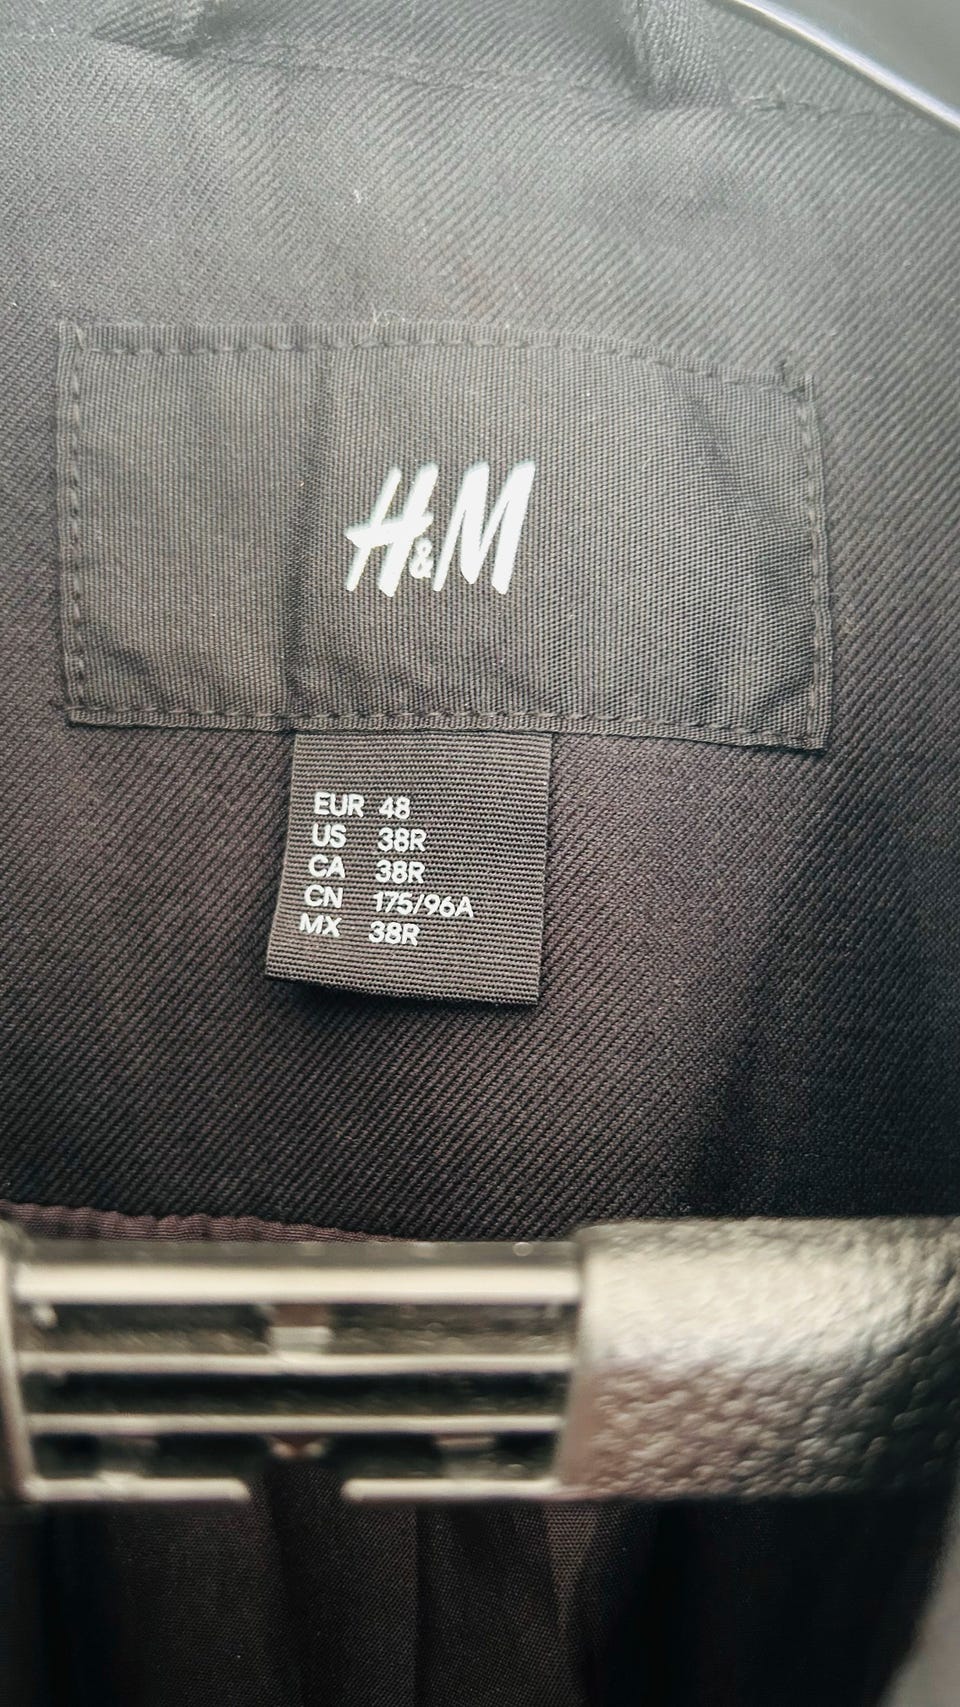 H&M
EUR 48
US 38R
CA 38R
CN 175/96A
MX 38R